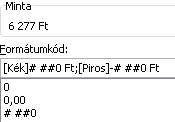 Minta
6 277 Ft
Formátumkód:
[Kék]# ##0 Ft;[Piros]-# ##0 Ft
0
0,00
# ##0